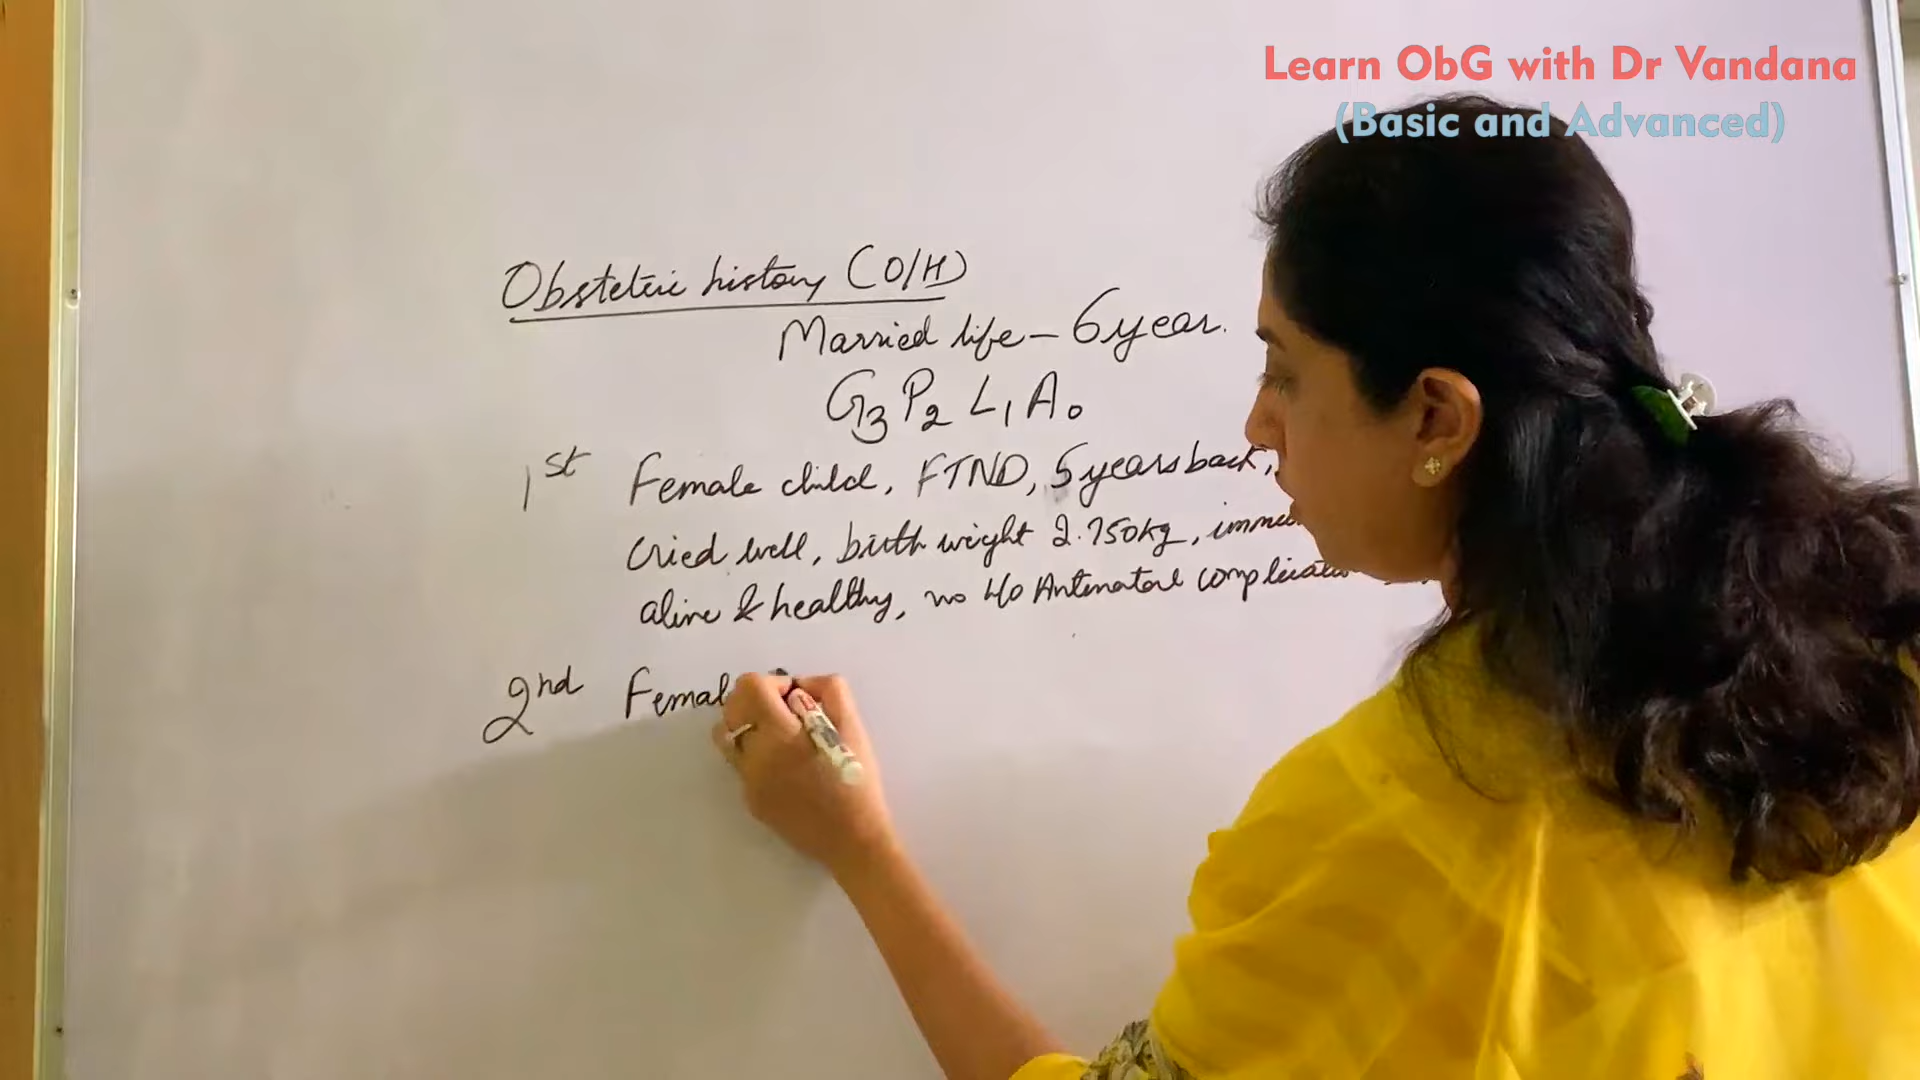 Learn ObG with Dr Vandana
(Basic and Advanced)
Obstetric history (O/H)
Married life – 6 year.
G3 P2 L1 A0
1st Female child, FTND, 5 years back,
cried well, birth weight 2.750kg,
alive & healthy, no H/o Antenatal
2nd Femal